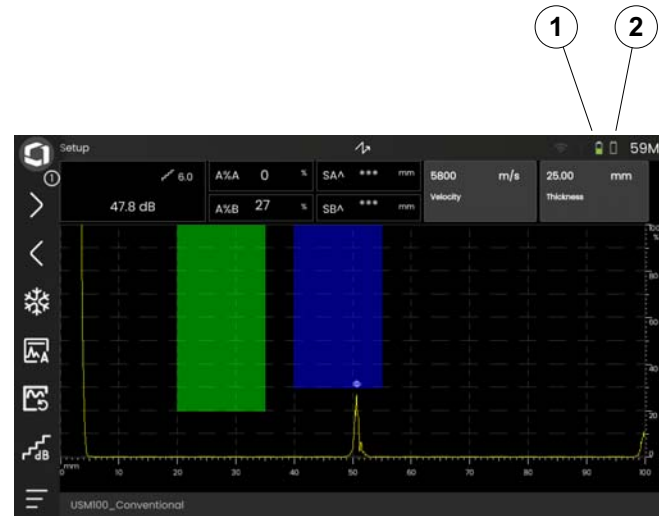 1 2
Setup 59M
1
6.0 A%A 0 % SA^ *** mm 5800 m/s 25.00 mm
47.8 dB A%B 27 % SB^ *** mm Velocity Thickness
100
%
80
60
40
A
20
dB
0
mm 10 20 30 40 50 60 70 80 90 100
USM100_Conventional